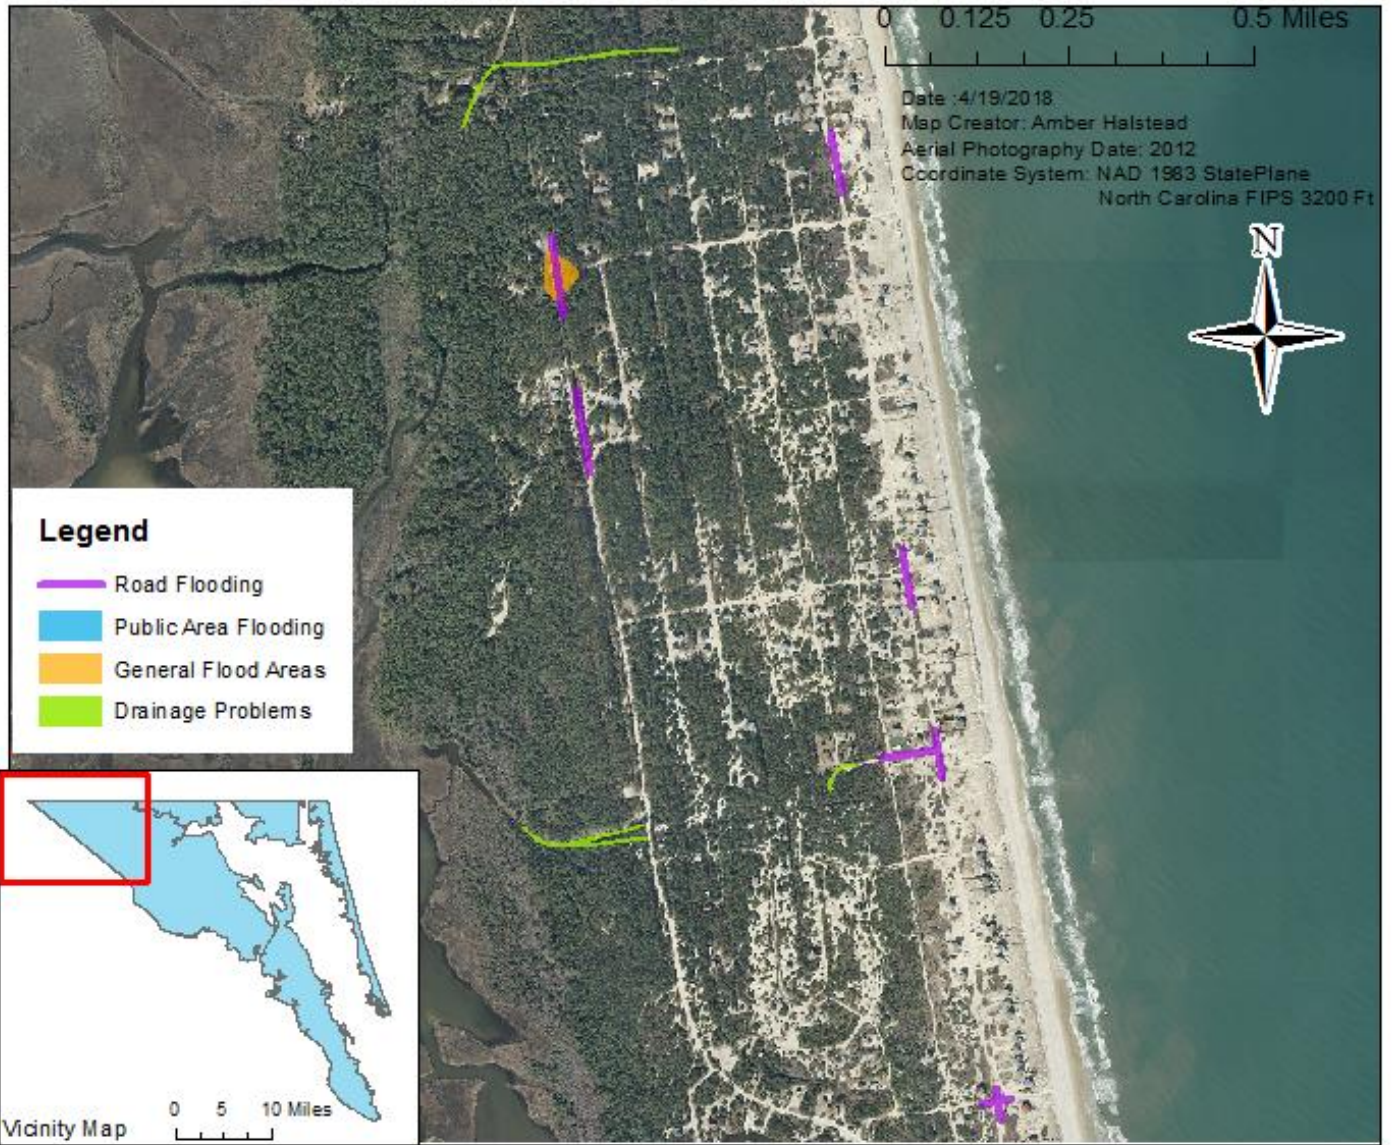 0 0.125 0.25 0.5 Miles
Date :4/19/2018
Map Creator: Amber Halstead
Aerial Photography Date: 2012
Coordinate System: NAD 1983 StatePlane
North Carolina FIPS 3200 Ft
N
Legend
Road Flooding
Public Area Flooding
General Flood Areas
Drainage Problems
0 5 10 Miles
Vicinity Map